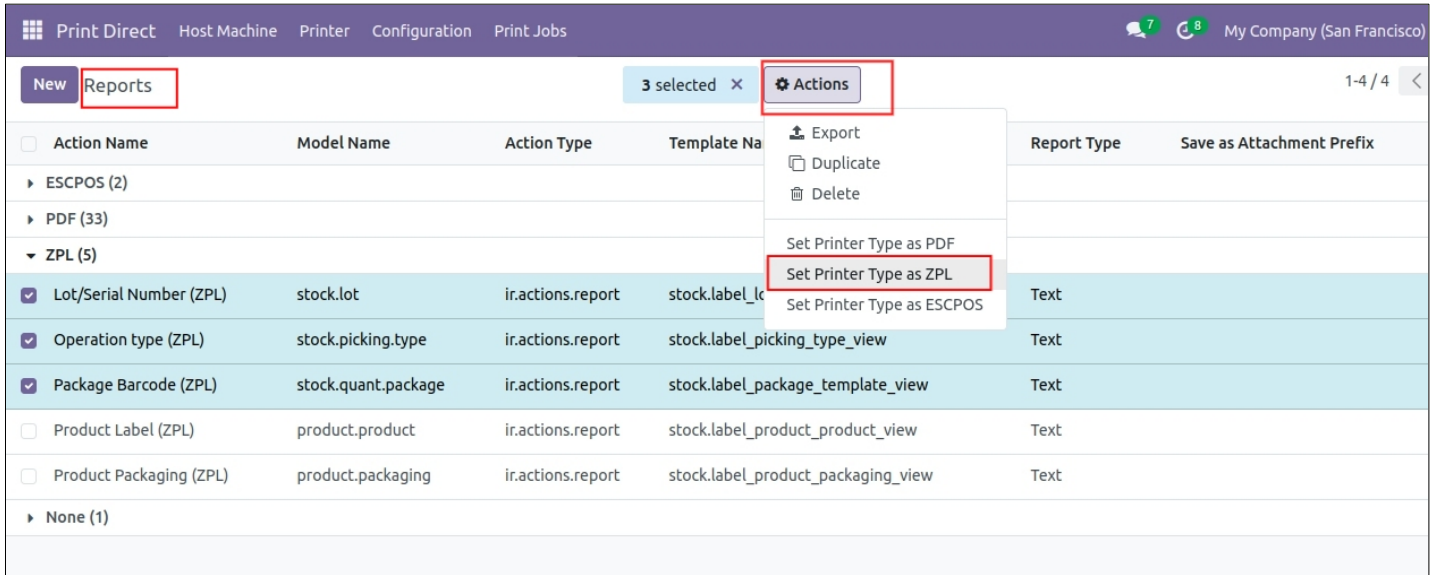 Print Direct Host Machine Printer Configuration Print Jobs 7 8 My Company (San Francisco)
New Reports 3 selected × Actions 1-4 / 4
Action Name Model Name Action Type Template Na Report Type Save as Attachment Prefix
Export
Duplicate
Delete
Set Printer Type as PDF
Set Printer Type as ZPL
Set Printer Type as ESCPOS
ESCPOS (2)
PDF (33)
ZPL (5)
Lot/Serial Number (ZPL) stock.lot ir.actions.report stock.label_lo Text
Operation type (ZPL) stock.picking.type ir.actions.report stock.label_picking_type_view Text
Package Barcode (ZPL) stock.quant.package ir.actions.report stock.label_package_template_view Text
Product Label (ZPL) product.product ir.actions.report stock.label_product_product_view Text
Product Packaging (ZPL) product.packaging ir.actions.report stock.label_product_packaging_view Text
None (1)